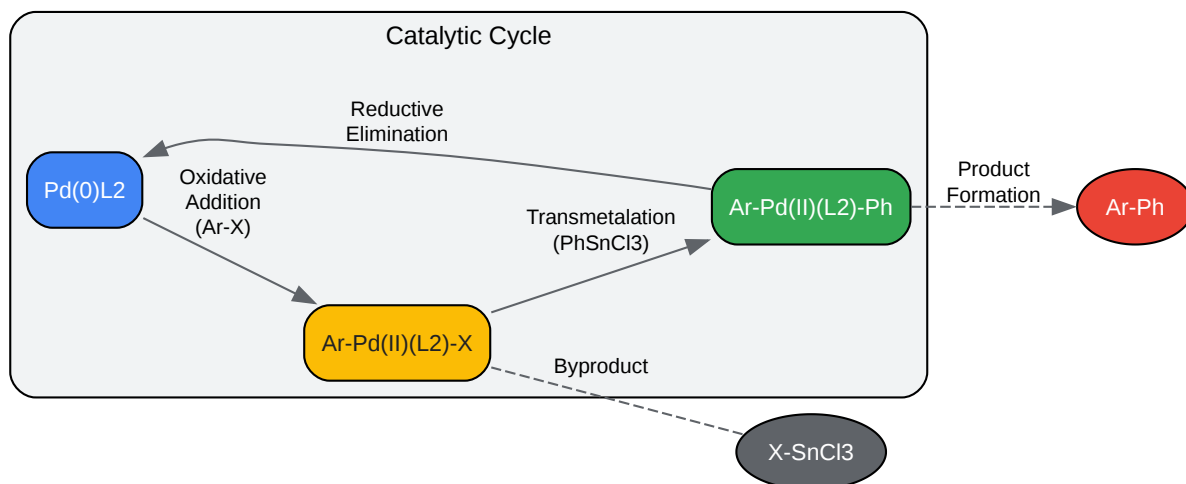 Catalytic Cycle
Reductive
Elimination
Pd(0)L2
Oxidative
Addition
(Ar-X)
Transmetalation
(PhSnCl3)
Ar-Pd(II)(L2)-Ph
Product
Formation
Ar-Ph
Ar-Pd(II)(L2)-X
Byproduct
X-SnCl3